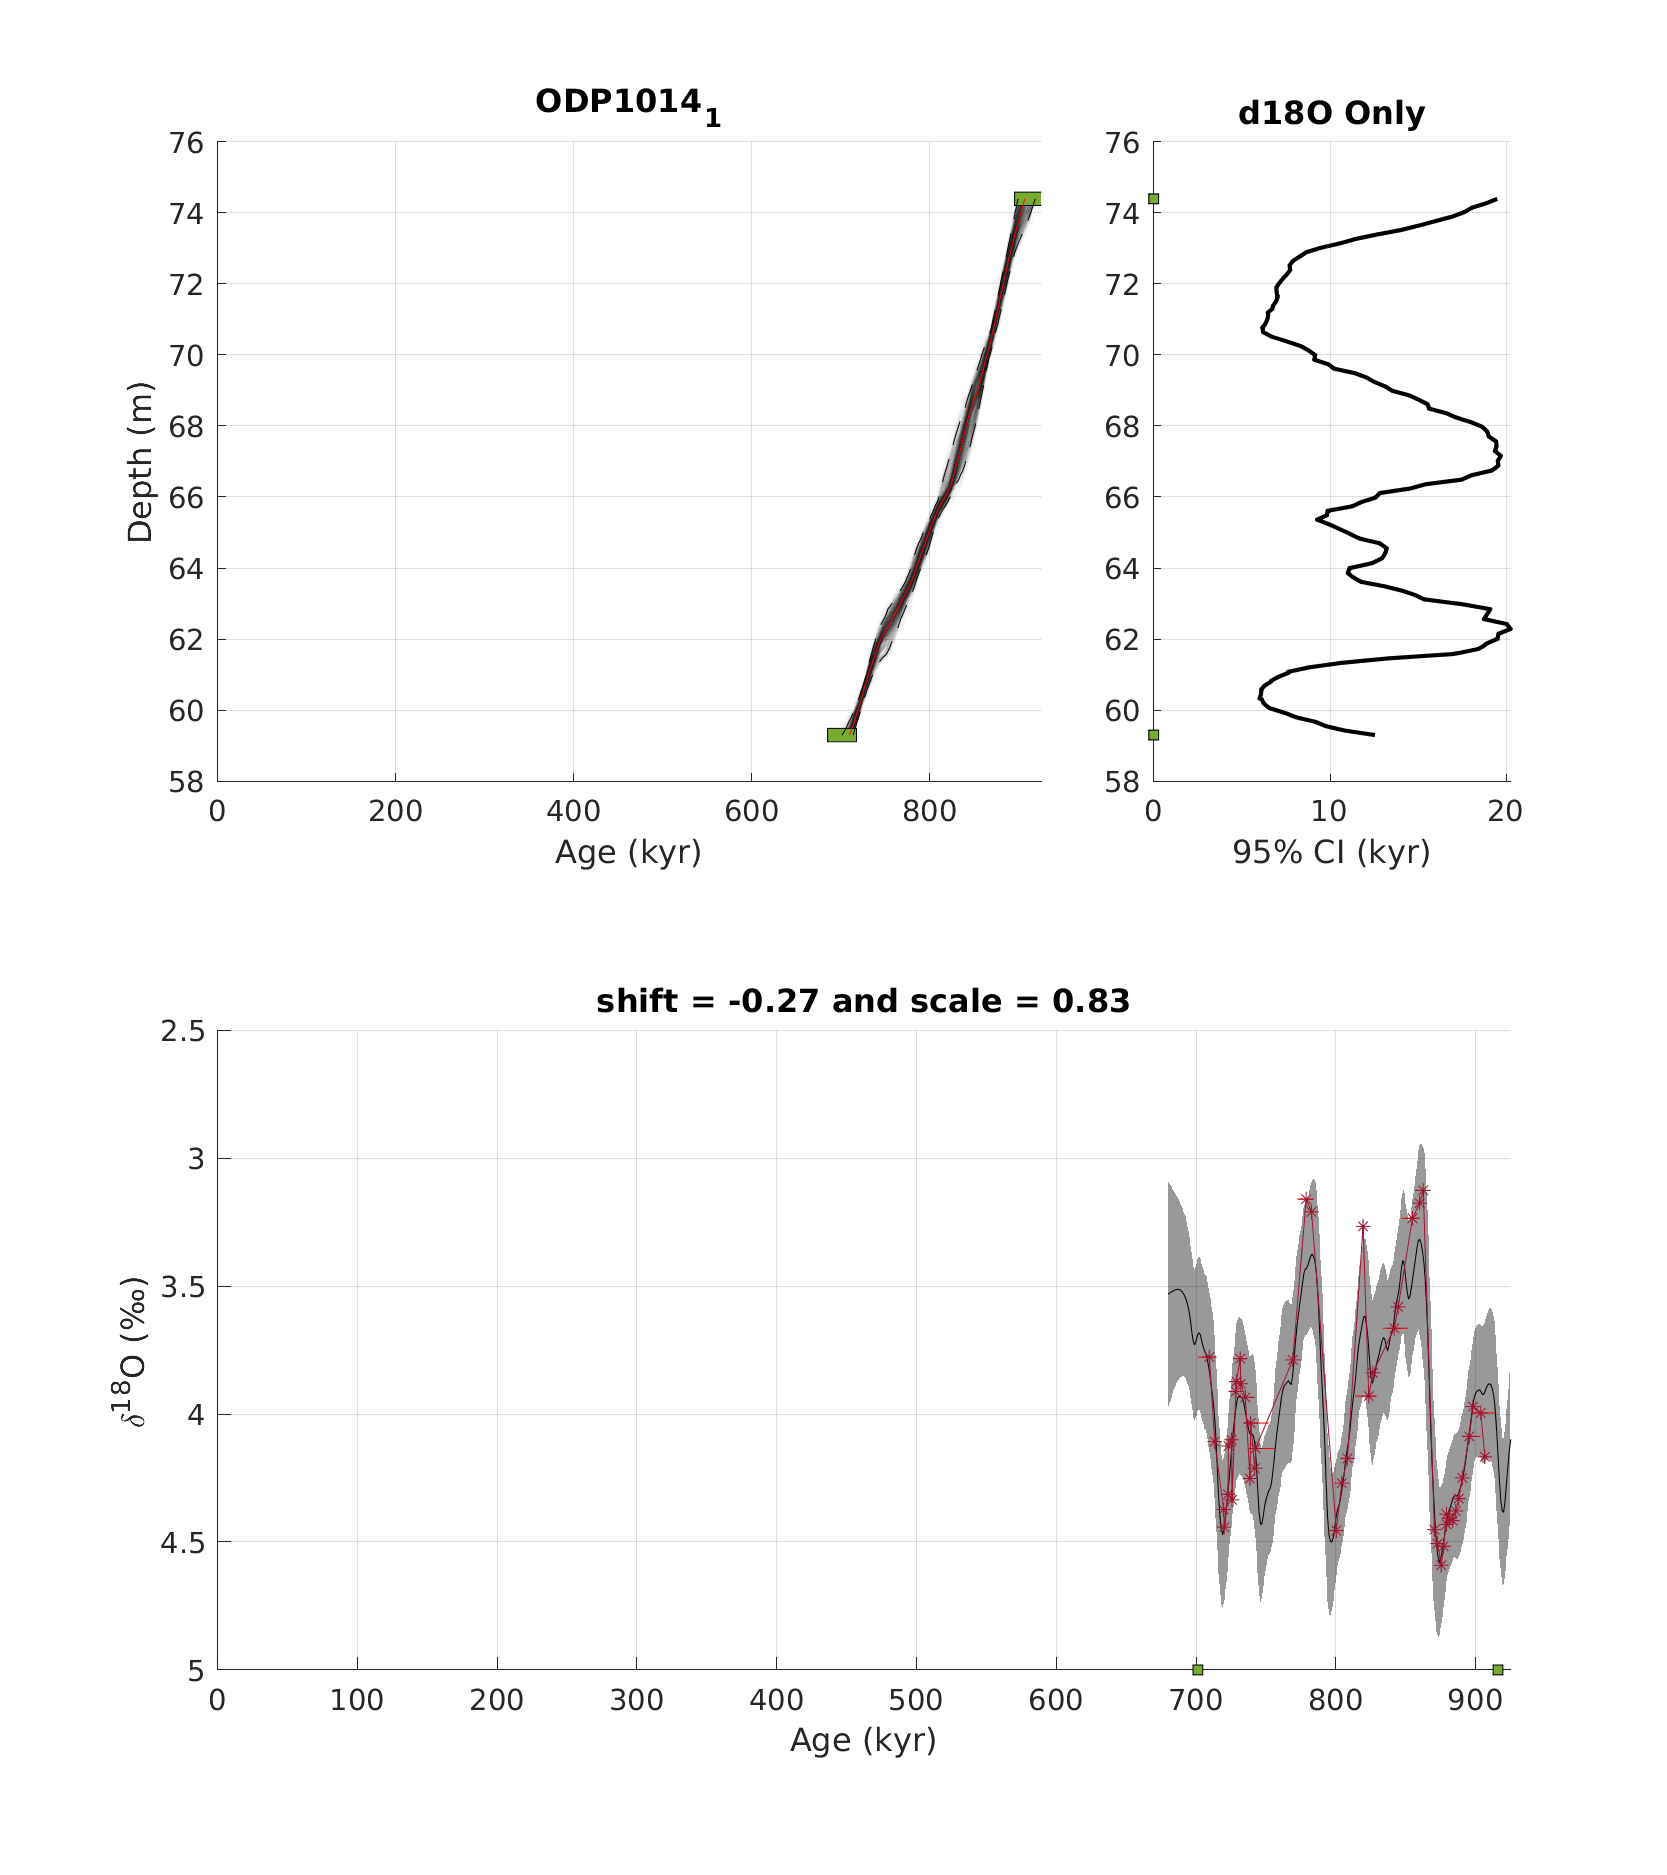 ODP1014₁
76
74
72
70
68
66
64
62
60
58
Depth (m)
0 200 400 600 800
Age (kyr)
d18O Only
76
74
72
70
68
66
64
62
60
58
0 10 20
95% CI (kyr)
shift = -0.27 and scale = 0.83
2.5
3
3.5
4
4.5
5
δ¹⁸O (‰)
0 100 200 300 400 500 600 700 800 900
Age (kyr)